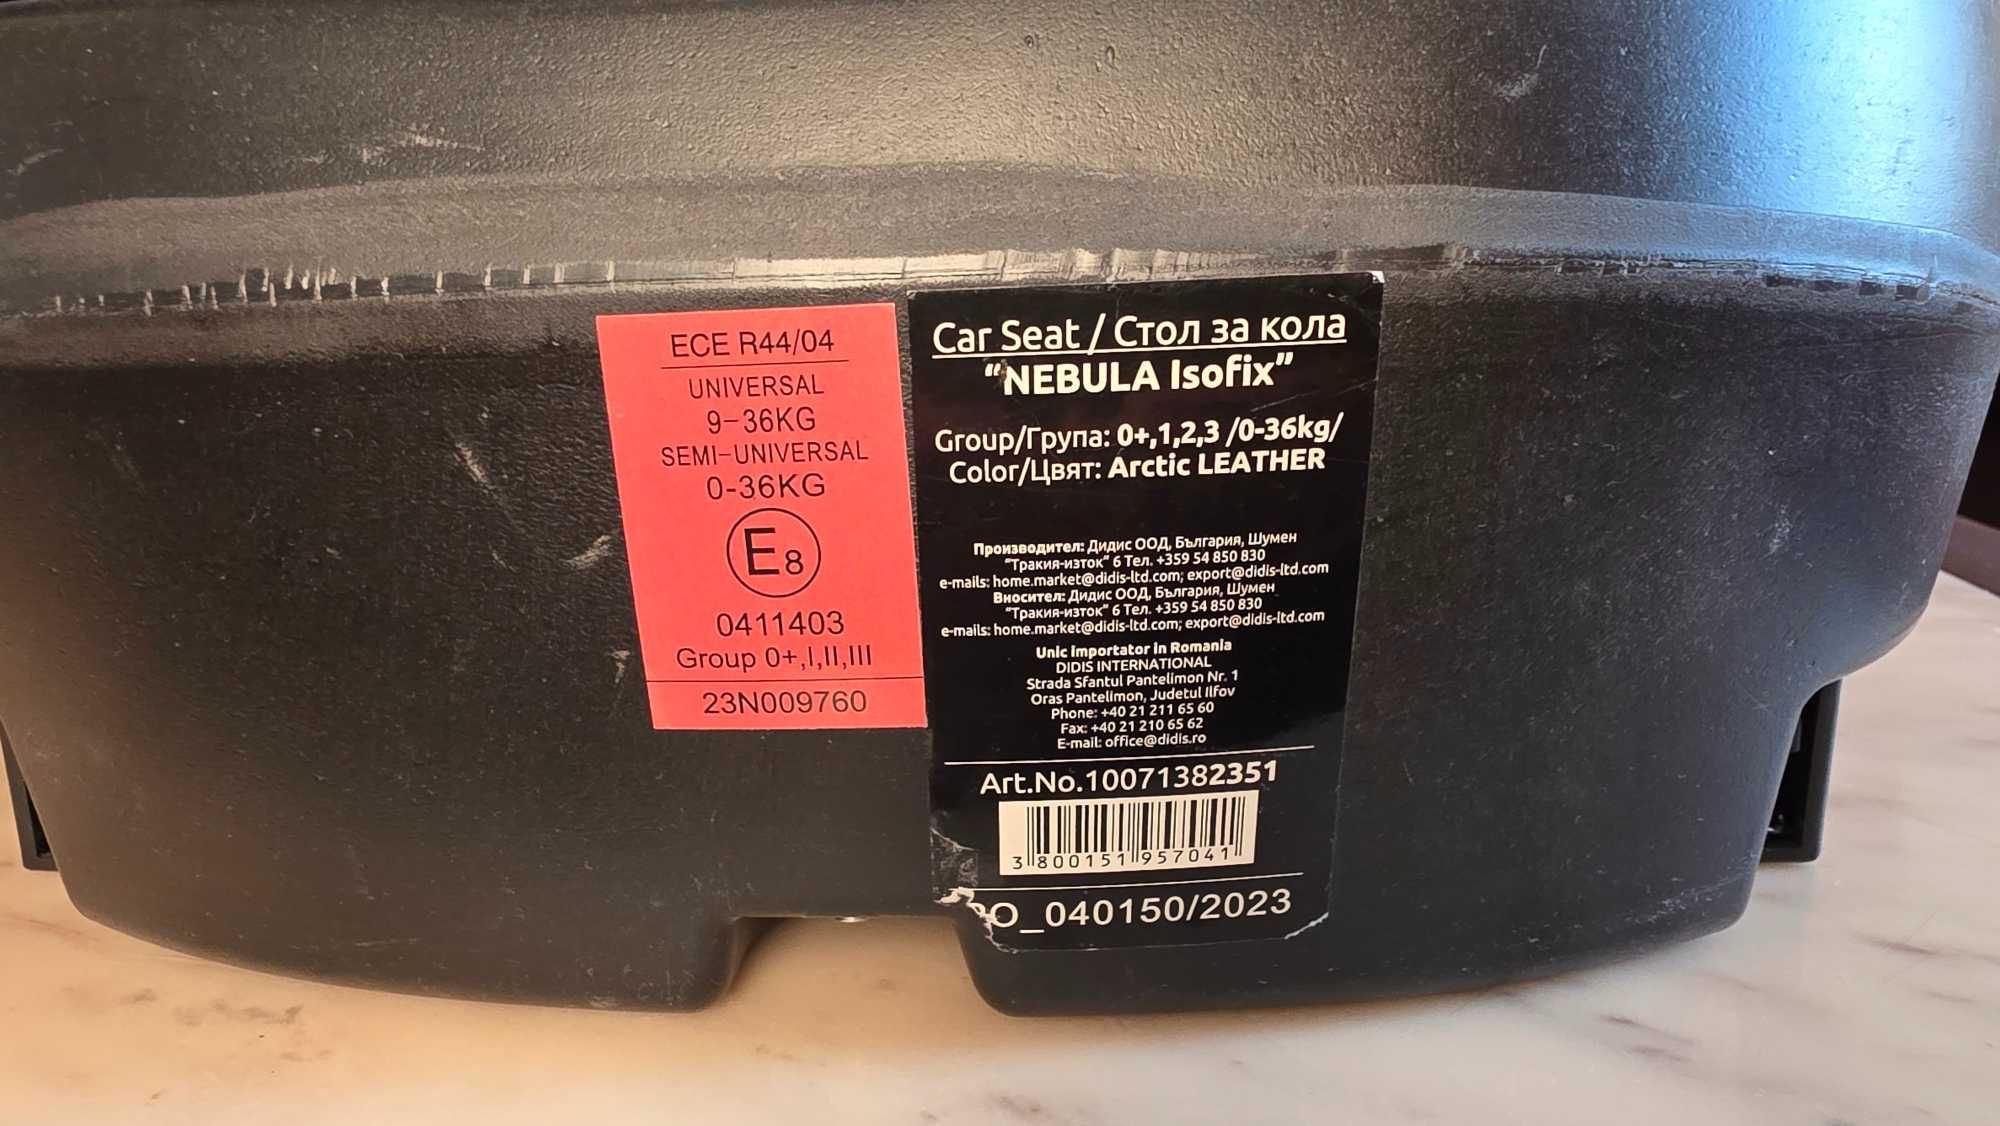 ECE R44/04
UNIVERSAL
9-36KG
SEMI-UNIVERSAL
0-36KG
E8
0411403
Group 0+,I,II,III
23N009760
Car Seat / Стол за кола
“NEBULA Isofix”
Group/Група: 0+,1,2,3 /0-36kg/
Color/Цвят: Arctic LEATHER
Производител: Дидис ООД, България, Шумен
"Тракия-изток" 6 Тел. +359 54 850 830
e-mails: home.market@didis-ltd.com; export@didis-ltd.com
Вносител: Дидис ООД, България, Шумен
"Тракия-изток" 6 Тел. +359 54 850 830
e-mails: home.market@didis-ltd.com; export@didis-ltd.com
Unic importator in Romania
DIDIS INTERNATIONAL
Strada Sfantul Pantelimon Nr. 1
Oras Pantelimon, Judetul Ilfov
Phone: +40 21 211 65 60
Fax: +40 21 210 65 62
E-mail: office@didis.ro
Art.No.10071382351
3 800151 957041
_040150/2023